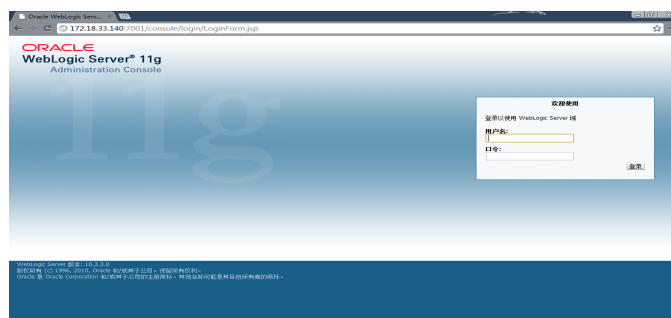 Oracle WebLogic Serv...
172.18.33.140:7001/console/login/LoginForm.jsp
ORACLE
WebLogic Server® 11g
Administration Console
11g
欢迎使用
登录以使用 WebLogic Server 域
用户名:
口令:
登录
WebLogic Server 版本: 10.3.3.0
版权所有 (c) 1996, 2010, Oracle 和/或其子公司。保留所有权利。
Oracle 是 Oracle Corporation 和/或其子公司的注册商标。其他名称可能是其各自所有者的商标。